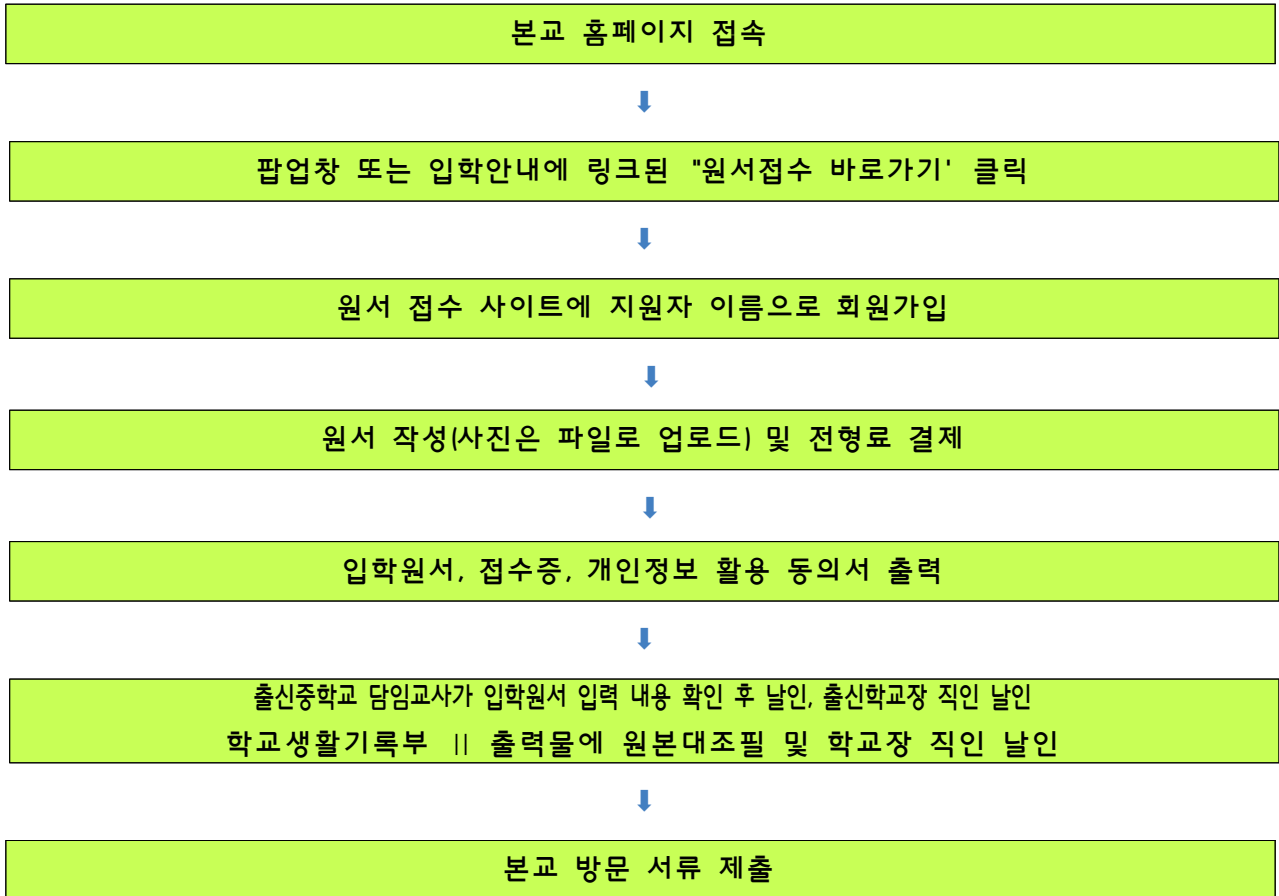 본교 홈페이지 접속
팝업창 또는 입학안내에 링크된 "원서접수 바로가기' 클릭
원서 접수 사이트에 지원자 이름으로 회원가입
원서 작성(사진은 파일로 업로드) 및 전형료 결제
입학원서, 접수증, 개인정보 활용 동의서 출력
출신중학교 담임교사가 입학원서 입력 내용 확인 후 날인, 출신학교장 직인 날인
학교생활기록부 Ⅱ 출력물에 원본대조필 및 학교장 직인 날인
본교 방문 서류 제출